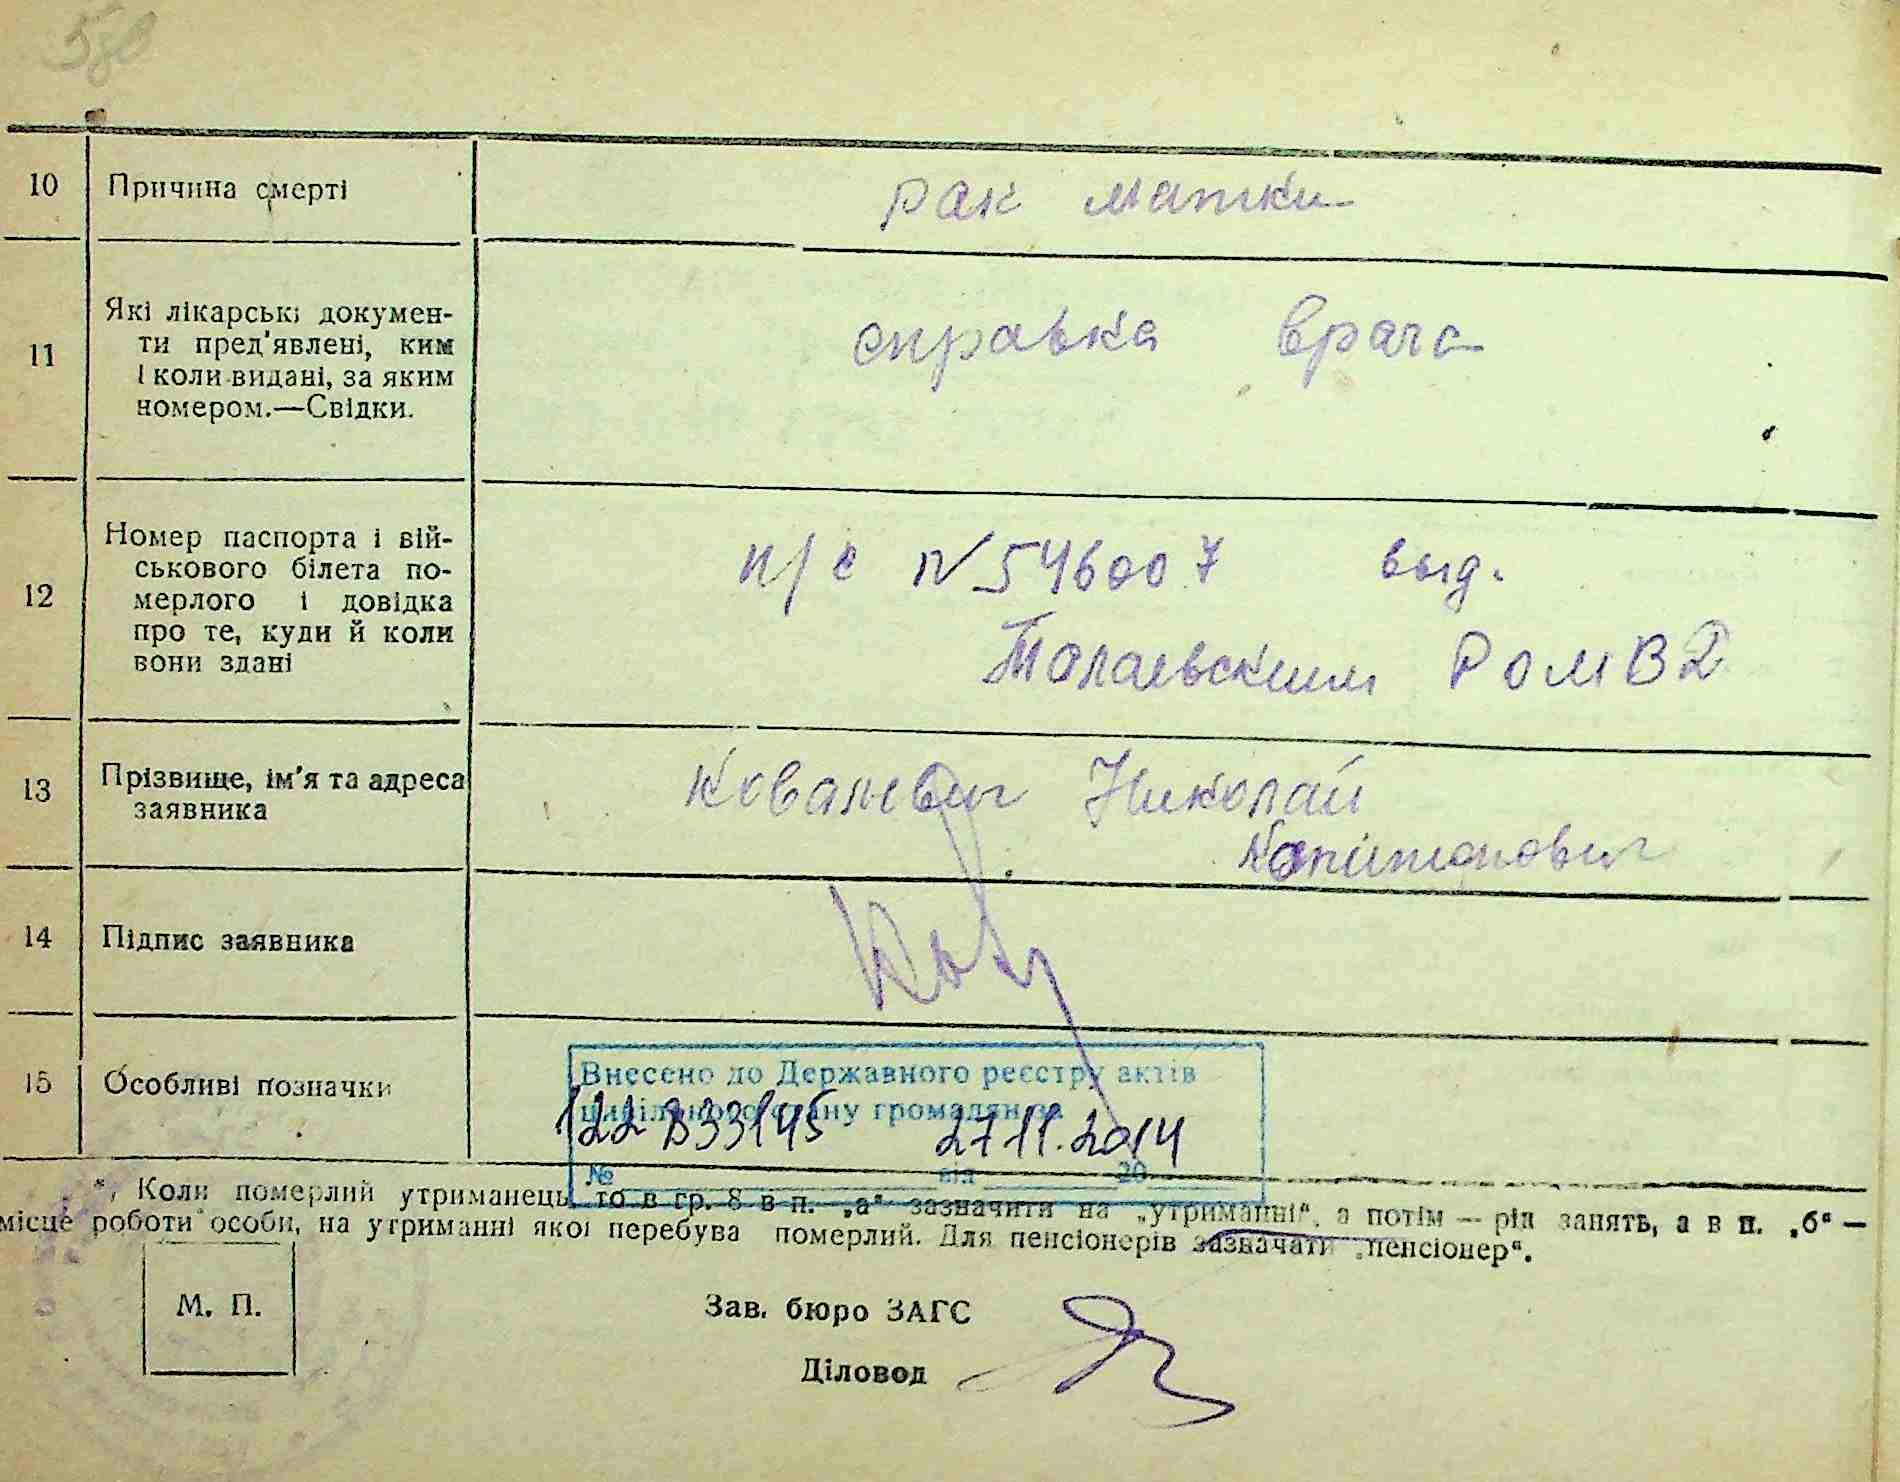 580
10 Причина смерті рак матки
11 Які лікарські докумен-
ти пред'явлені, ким
і коли видані, за яким
номером.—Свідки.
справка врача
12 Номер паспорта і вій-
ськового білета по-
мерлого і довідка
про те, куди й коли
вони здані
п/с № 546007 выд.
РОМВД
13 Прізвище, ім'я та адреса
заявника
Николай
Капитонович
14 Підпис заявника
15 Особливі позначки
Внесено до Державного реєстру актів
цивільного стану громадян за
122 833145 27 11. 2014
№ від 20
*) Коли померлий утриманець, то в гр. 8 в п. „а“ зазначити на „утриманні“, а потім — рід занять, а в п. „б“ —
місце роботи особи, на утриманні якої перебува померлий. Для пенсіонерів зазначати „пенсіонер“.
М. П.
Зав. бюро ЗАГС
Діловод